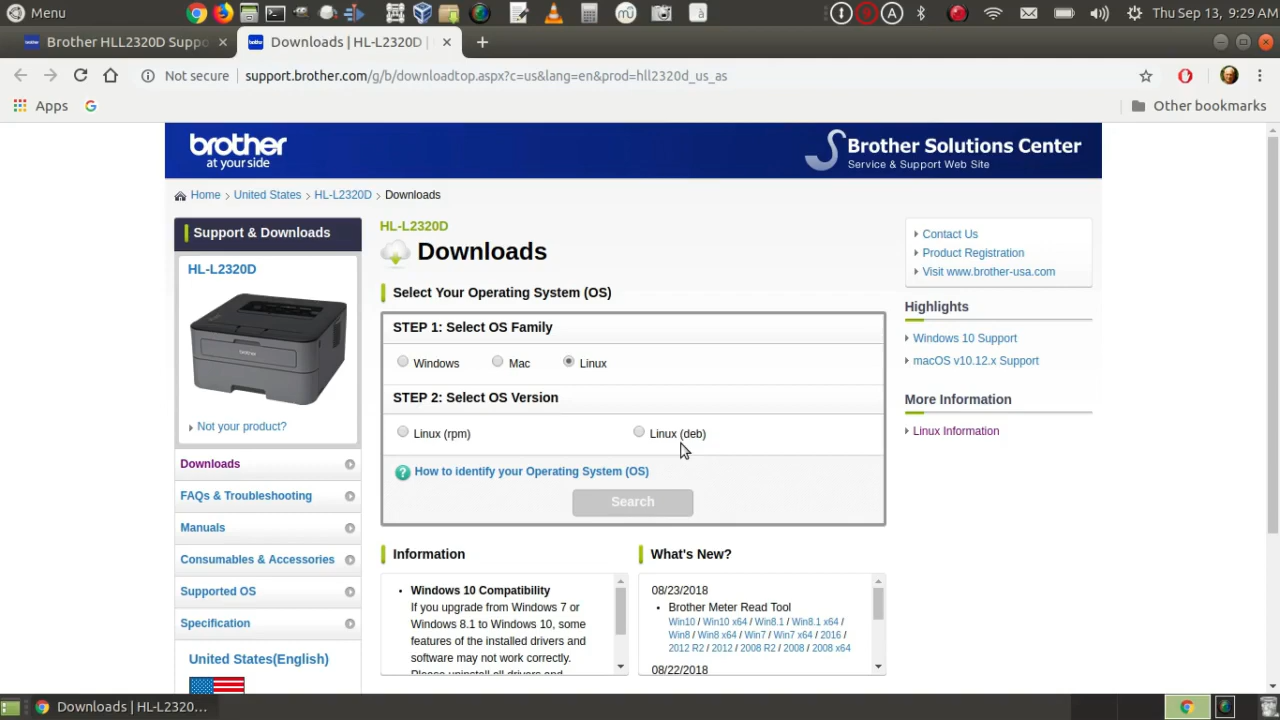 Menu
Thu Sep 13, 9:29 AM
Brother HLL2320D Suppo
Downloads | HL-L2320D |
Not secure
support.brother.com/g/b/downloadtop.aspx?c=us&lang=en&prod=hll2320d_us_as
Apps
Other bookmarks
brother
at your side
Brother Solutions Center
Service & Support Web Site
Home > United States > HL-L2320D > Downloads
Support & Downloads
HL-L2320D
Not your product?
Downloads
FAQs & Troubleshooting
Manuals
Consumables & Accessories
Supported OS
Specification
United States(English)
HL-L2320D
Downloads
Select Your Operating System (OS)
STEP 1: Select OS Family
Windows Mac Linux
STEP 2: Select OS Version
Linux (rpm) Linux (deb)
How to identify your Operating System (OS)
Search
Information
Windows 10 Compatibility
If you upgrade from Windows 7 or
Windows 8.1 to Windows 10, some
features of the installed drivers and
software may not work correctly.
Please uninstall all drivers and
What's New?
08/23/2018
Brother Meter Read Tool
Win10 / Win10 x64 / Win8.1 / Win8.1 x64 /
Win8 / Win8 x64 / Win7 / Win7 x64 / 2016 /
2012 R2 / 2012 / 2008 R2 / 2008 / 2008 x64
08/22/2018
Contact Us
Product Registration
Visit www.brother-usa.com
Highlights
Windows 10 Support
macOS v10.12.x Support
More Information
Linux Information
Downloads | HL-L2320...